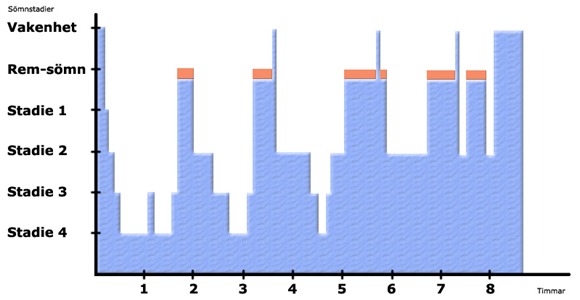 Sömnstadier
Vakenhet
Rem-sömn
Stadie 1
Stadie 2
Stadie 3
Stadie 4
1 2 3 4 5 6 7 8 Timmar